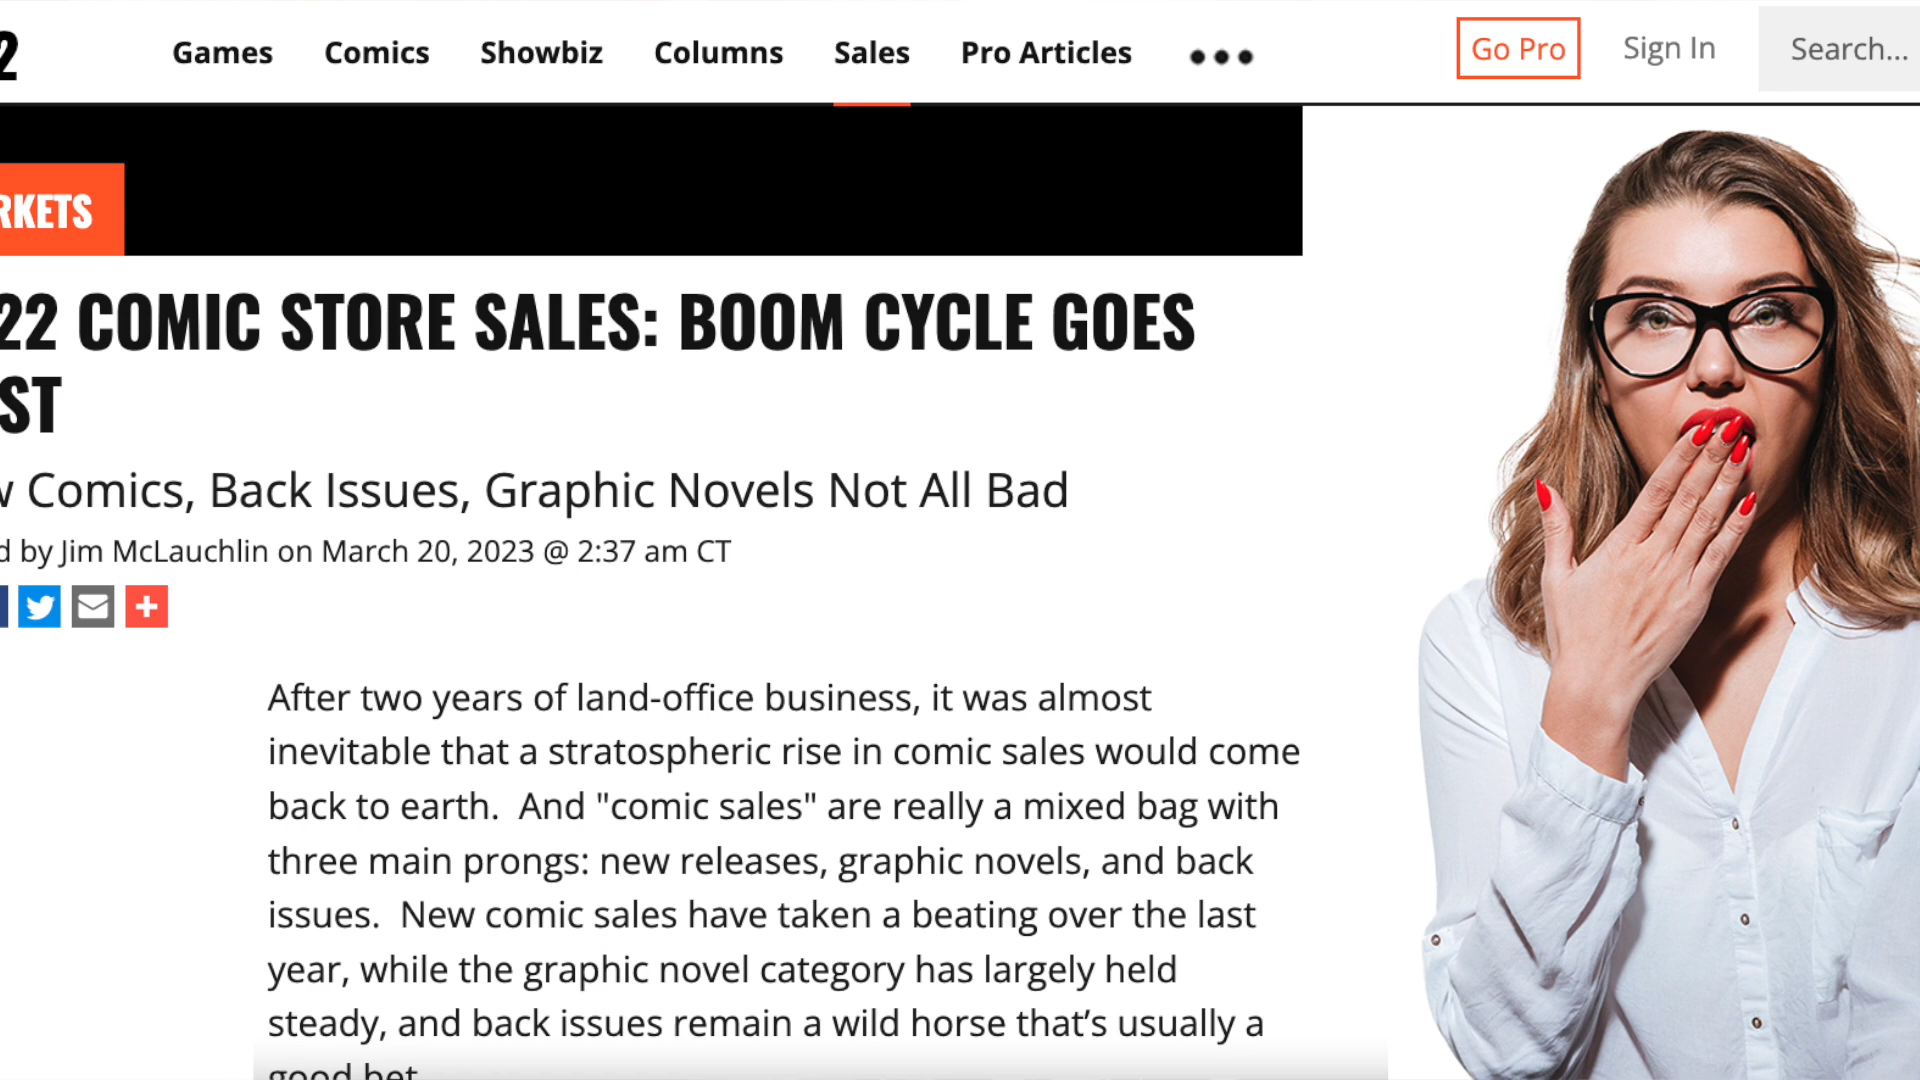 2 Games Comics Showbiz Columns Sales Pro Articles Go Pro Sign In Search...
RKETS
22 COMIC STORE SALES: BOOM CYCLE GOES
ST
Comics, Back Issues, Graphic Novels Not All Bad
d by Jim McLauchlin on March 20, 2023 @ 2:37 am CT
After two years of land-office business, it was almost
inevitable that a stratospheric rise in comic sales would come
back to earth. And "comic sales" are really a mixed bag with
three main prongs: new releases, graphic novels, and back
issues. New comic sales have taken a beating over the last
year, while the graphic novel category has largely held
steady, and back issues remain a wild horse that’s usually a
good bet